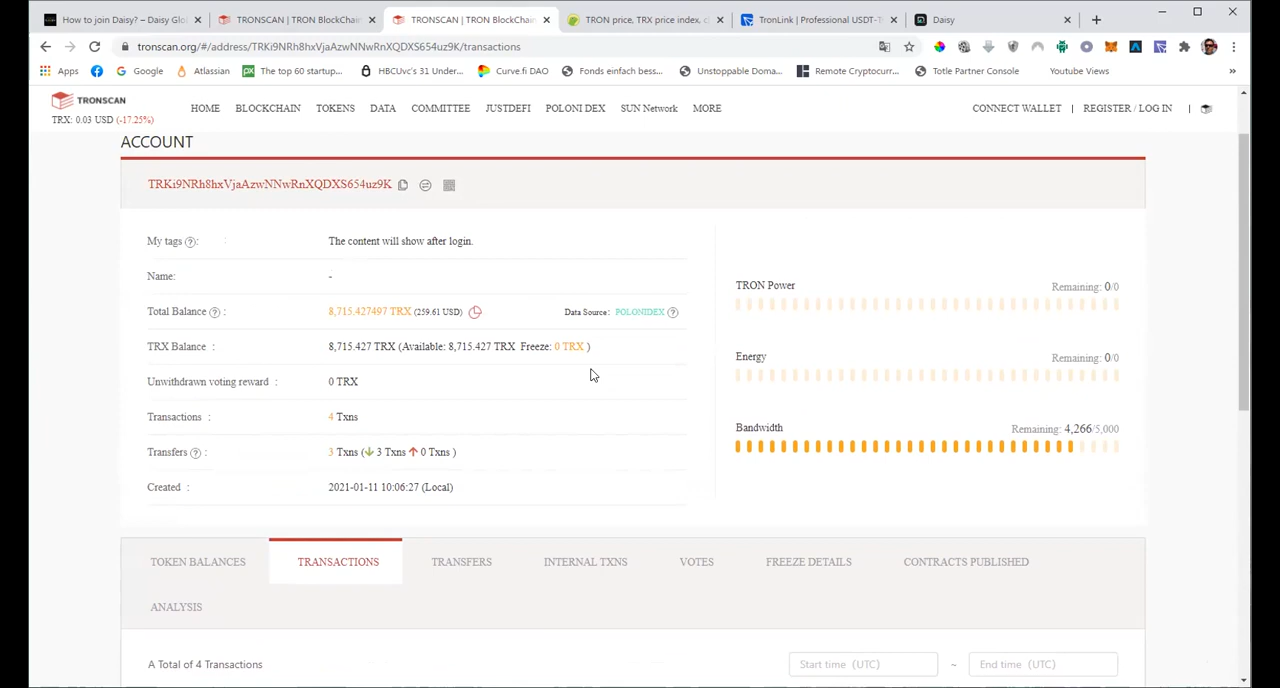 How to join Daisy? – Daisy Glo
TRONSCAN | TRON BlockChain
TRONSCAN | TRON BlockChain
TRON price, TRX price index, c
TronLink | Professional USDT-T
Daisy
tronscan.org/#/address/TRKi9NRh8hxVjaAzwNNwRnXQDXS654uz9K/transactions
Apps
Google
Atlassian
The top 60 startup...
HBCUvc's 31 Under...
Curve.fi DAO
Fonds einfach bess...
Unstoppable Doma...
Remote Cryptocurr...
Totle Partner Console
Youtube Views
»
TRONSCAN
TRX: 0.03 USD (-17.25%)
HOME BLOCKCHAIN TOKENS DATA COMMITTEE JUSTDEFI POLONI DEX SUN Network MORE
CONNECT WALLET | REGISTER / LOG IN |
ACCOUNT
TRKi9NRh8hxVjaAzwNNwRnXQDXS654uz9K
My tags ? : The content will show after login.
Name: -
Total Balance ? : 8,715.427497 TRX (259.61 USD) Data Source: POLONIDEX ?
TRX Balance : 8,715.427 TRX (Available: 8,715.427 TRX Freeze: 0 TRX )
Unwithdrawn voting reward : 0 TRX
Transactions : 4 Txns
Transfers ? : 3 Txns ( 3 Txns 0 Txns )
Created : 2021-01-11 10:06:27 (Local)
TRON Power Remaining: 0/0
Energy Remaining: 0/0
Bandwidth Remaining: 4,266/5,000
TOKEN BALANCES TRANSACTIONS TRANSFERS INTERNAL TXNS VOTES FREEZE DETAILS CONTRACTS PUBLISHED
ANALYSIS
A Total of 4 Transactions
Start time (UTC) ~ End time (UTC)